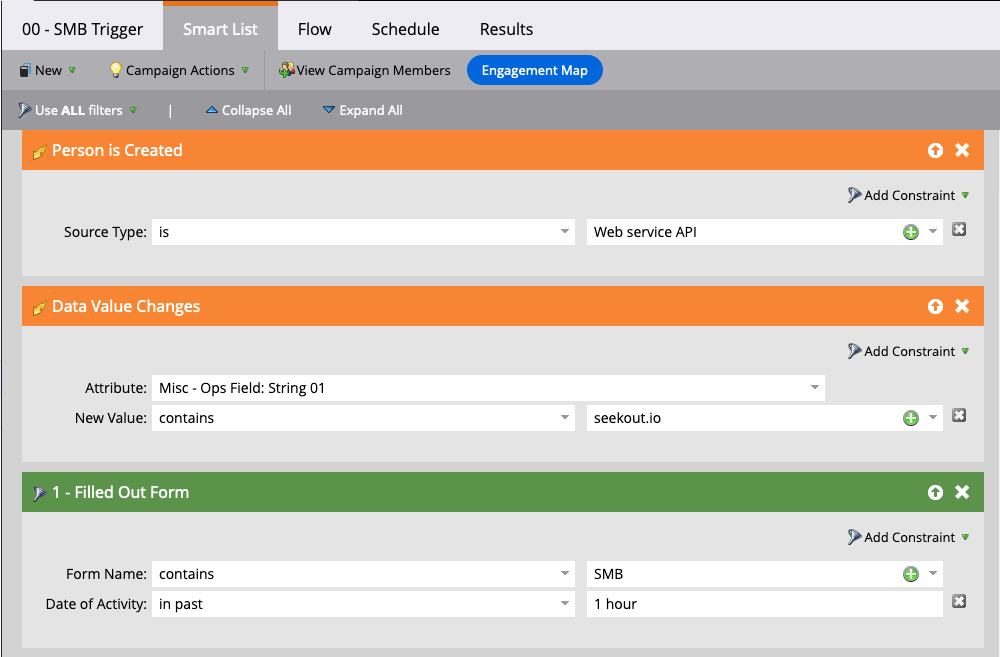 00 - SMB Trigger Smart List Flow Schedule Results
New Campaign Actions View Campaign Members Engagement Map
Use ALL filters | Collapse All Expand All
Person is Created
Add Constraint
Source Type: is Web service API
Data Value Changes
Add Constraint
Attribute: Misc - Ops Field: String 01
New Value: contains seekout.io
1 - Filled Out Form
Add Constraint
Form Name: contains SMB
Date of Activity: in past 1 hour